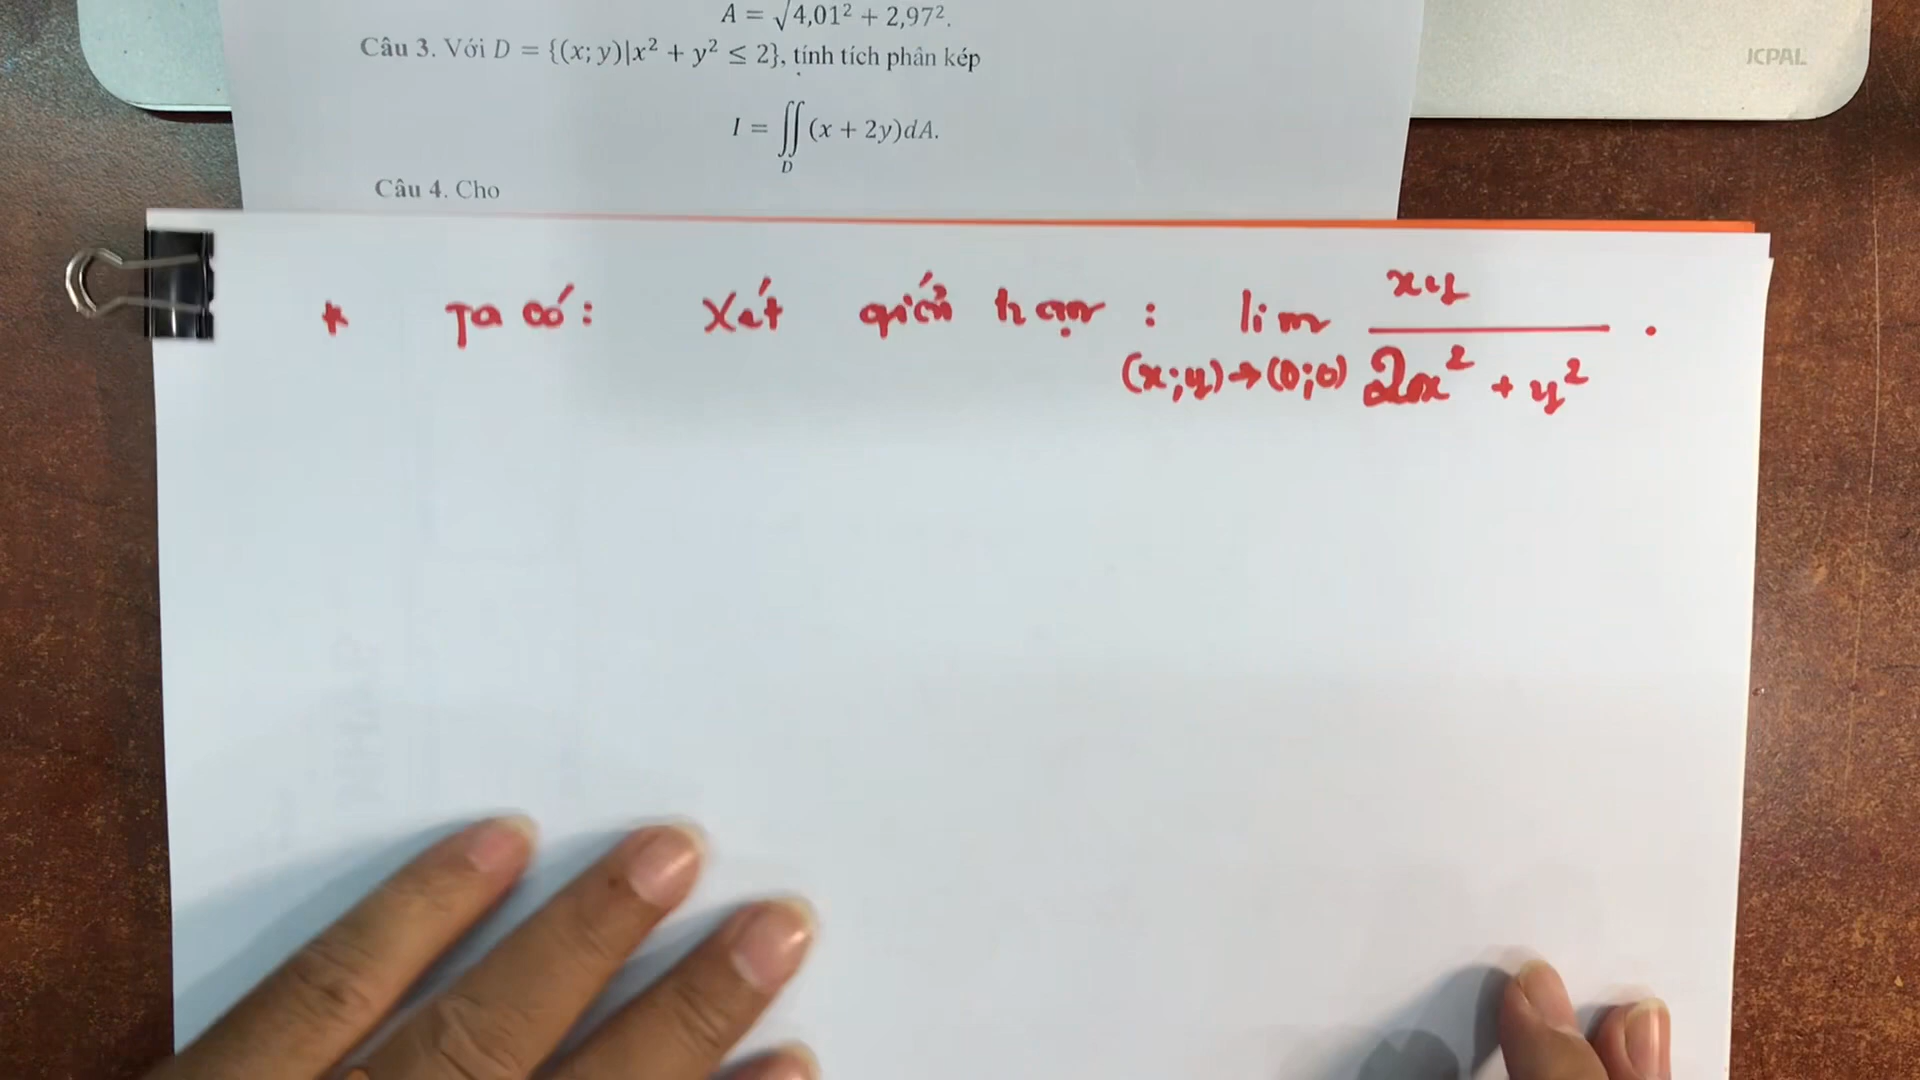 A = √4,01² + 2,97².
Câu 3. Với D = {(x; y)|x² + y² ≤ 2}, tính tích phân kép
JCPAL
I = ∬ (x + 2y)dA.
D
Câu 4. Cho
* Ta có: Xét giới hạn : lim xy / 2x² + y² .
(x;y)→(0;0)